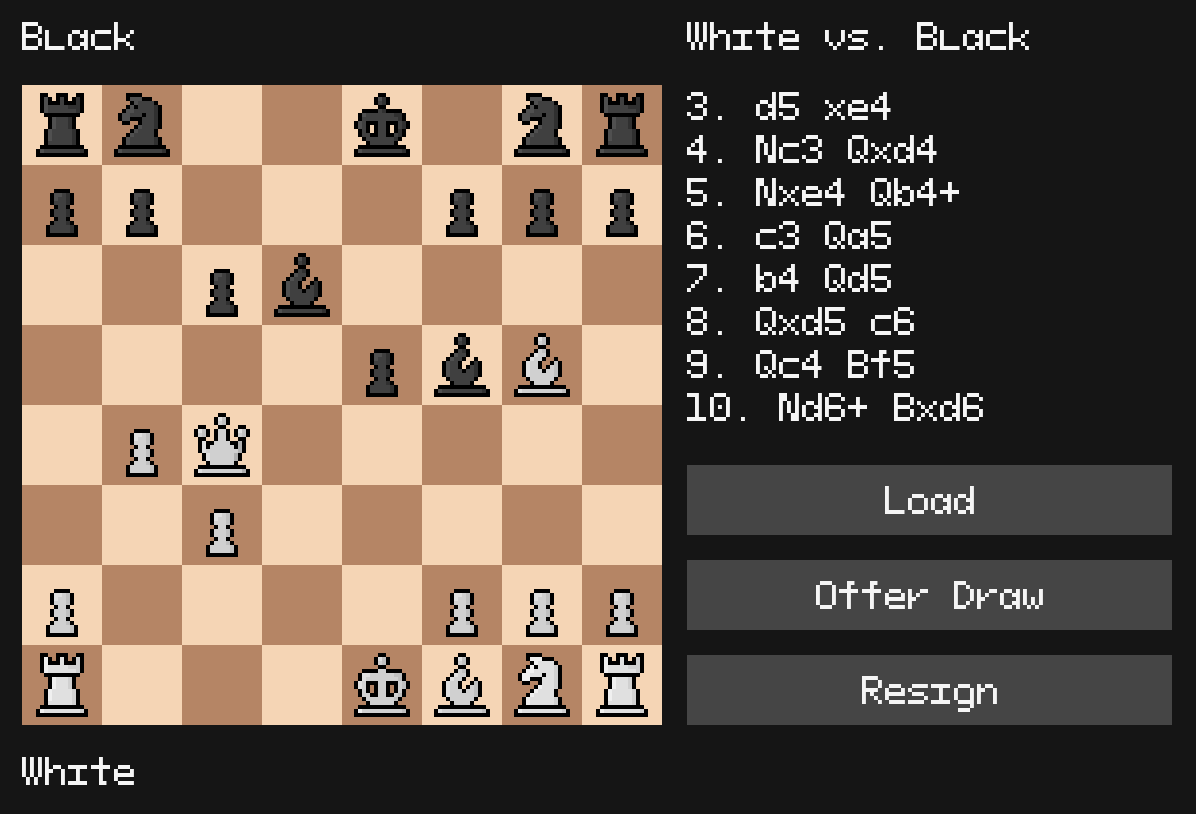 Black
White vs. Black
3. d5 xe4
4. Nc3 Qxd4
5. Nxe4 Qb4+
6. c3 Qa5
7. b4 Qd5
8. Qxd5 c6
9. Qc4 Bf5
10. Nd6+ Bxd6
Load
Offer Draw
Resign
White